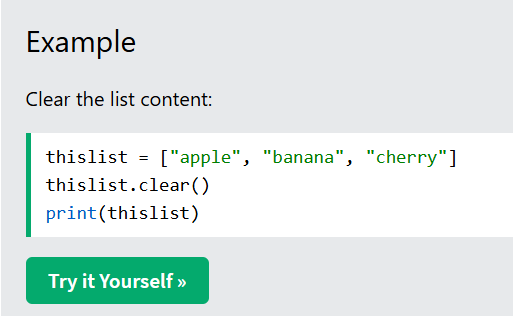 Example
Clear the list content:
thislist = ["apple", "banana", "cherry"]
thislist.clear()
print(thislist)
Try it Yourself »